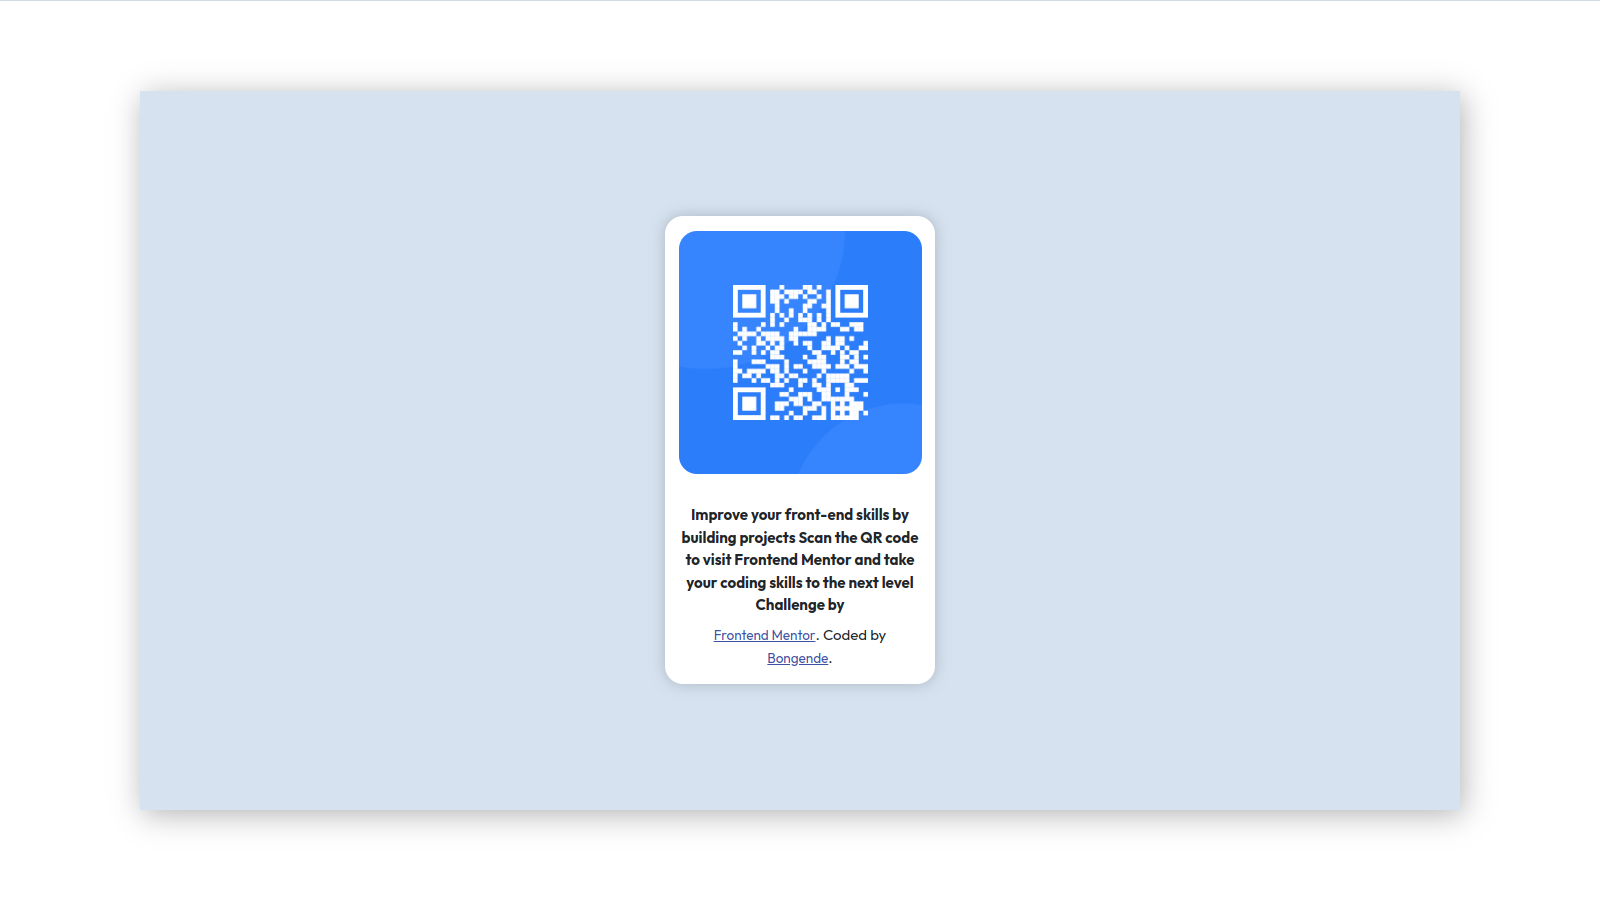 Improve your front-end skills by
building projects Scan the QR code
to visit Frontend Mentor and take
your coding skills to the next level
Challenge by
Frontend Mentor. Coded by
Bongende.